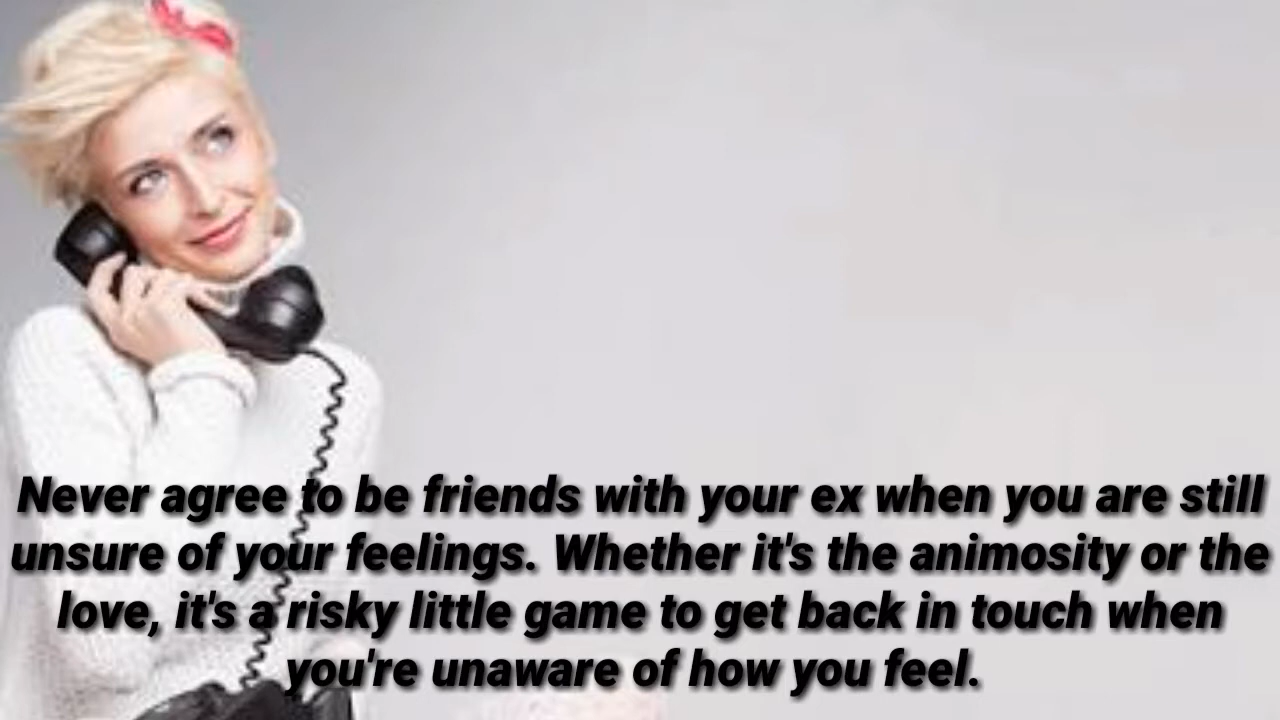 Never agree to be friends with your ex when you are still
unsure of your feelings. Whether it's the animosity or the
love, it's a risky little game to get back in touch when
you're unaware of how you feel.